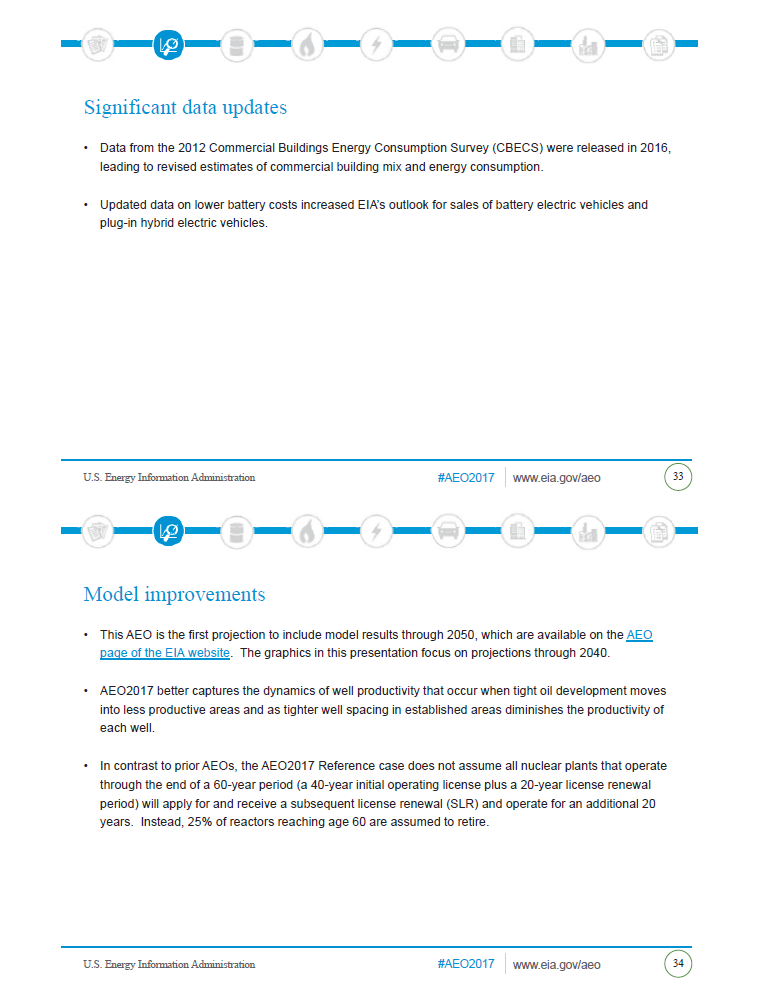 Significant data updates
• Data from the 2012 Commercial Buildings Energy Consumption Survey (CBECS) were released in 2016,
leading to revised estimates of commercial building mix and energy consumption.
• Updated data on lower battery costs increased EIA's outlook for sales of battery electric vehicles and
plug-in hybrid electric vehicles.
U.S. Energy Information Administration #AEO2017 www.eia.gov/aeo 33
Model improvements
• This AEO is the first projection to include model results through 2050, which are available on the AEO
page of the EIA website.  The graphics in this presentation focus on projections through 2040.
• AEO2017 better captures the dynamics of well productivity that occur when tight oil development moves
into less productive areas and as tighter well spacing in established areas diminishes the productivity of
each well.
• In contrast to prior AEOs, the AEO2017 Reference case does not assume all nuclear plants that operate
through the end of a 60-year period (a 40-year initial operating license plus a 20-year license renewal
period) will apply for and receive a subsequent license renewal (SLR) and operate for an additional 20
years.  Instead, 25% of reactors reaching age 60 are assumed to retire.
U.S. Energy Information Administration #AEO2017 www.eia.gov/aeo 34